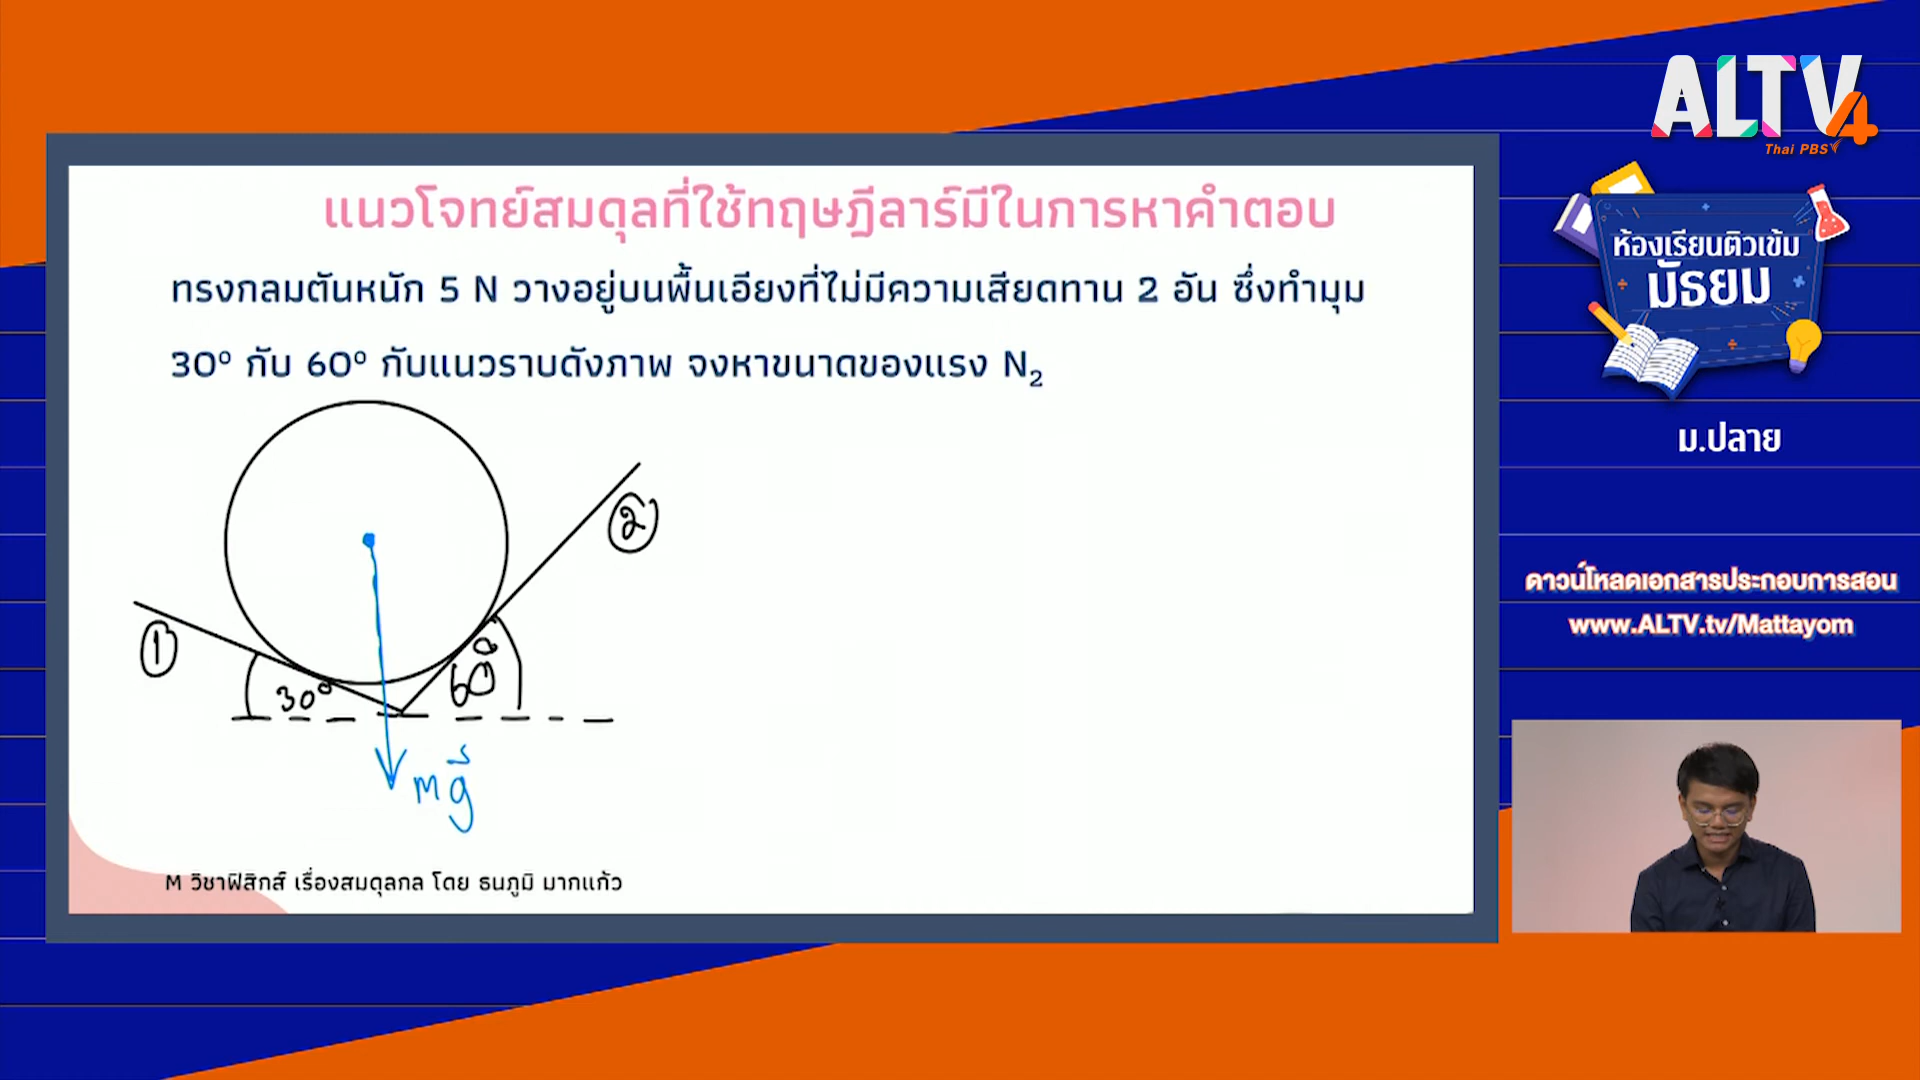 ALTV4
Thai PBS
ห้องเรียนติวเข้ม
มัธยม
ม.ปลาย
แนวโจทย์สมดุลที่ใช้ทฤษฎีลาร์มีในการหาคำตอบ
ทรงกลมตันหนัก 5 N วางอยู่บนพื้นเอียงที่ไม่มีความเสียดทาน 2 อัน ซึ่งทำมุม
30º กับ 60º กับแนวราบดังภาพ จงหาขนาดของแรง N₂
2
1
30°
60°
mg⃗
M วิชาฟิสิกส์ เรื่องสมดุลกล โดย ธนภูมิ มากแก้ว
ดาวน์โหลดเอกสารประกอบการสอน
www.ALTV.tv/Mattayom